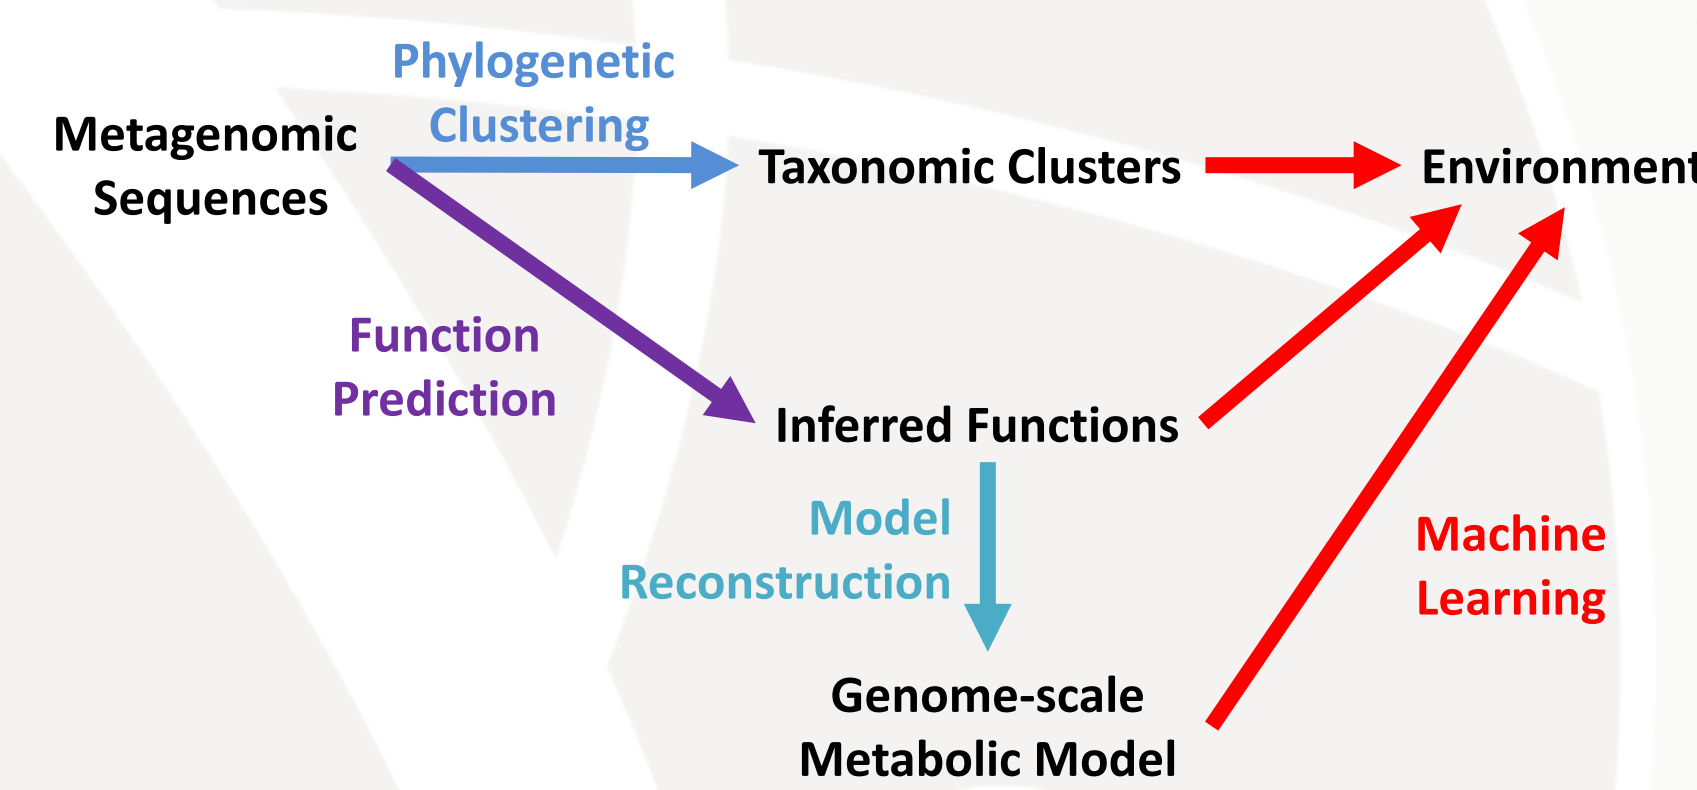 Phylogenetic
Clustering
Metagenomic
Sequences
Taxonomic Clusters
Environment
Function
Prediction
Inferred Functions
Model
Reconstruction
Machine
Learning
Genome-scale
Metabolic Model